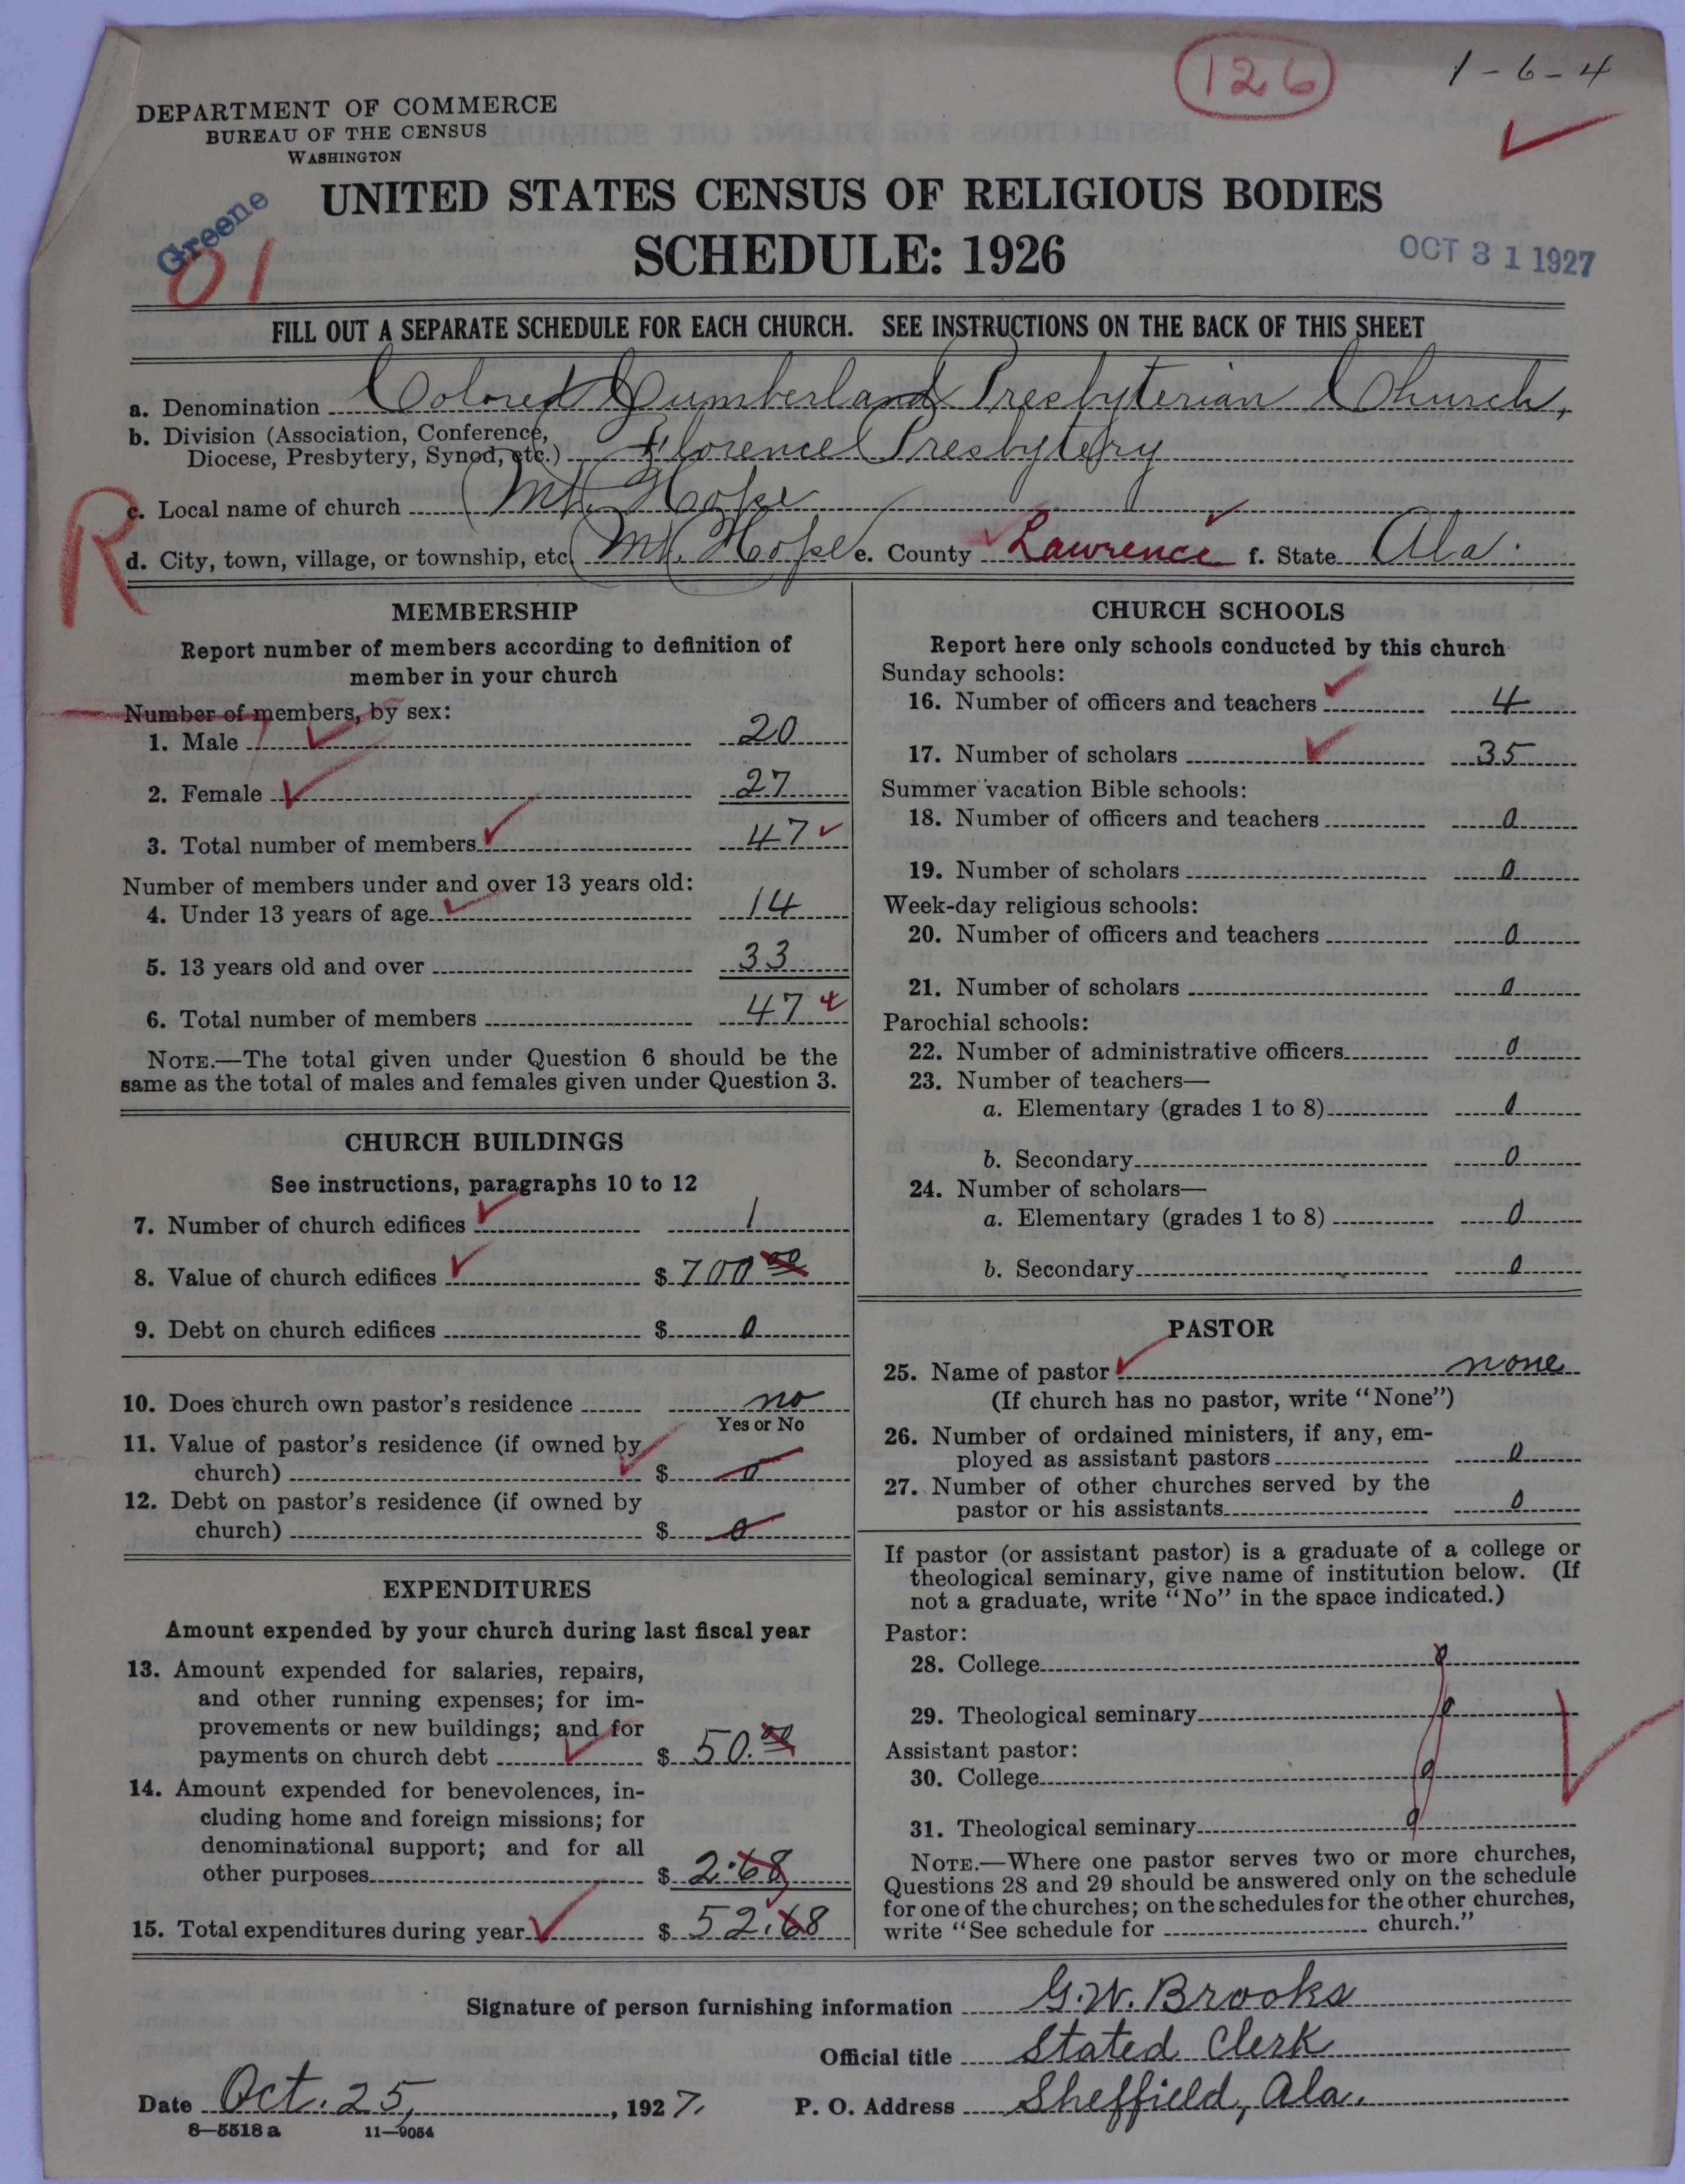 126
1-6-4
DEPARTMENT OF COMMERCE
BUREAU OF THE CENSUS
WASHINGTON
Greene
01
UNITED STATES CENSUS OF RELIGIOUS BODIES
SCHEDULE: 1926
OCT 31 1927
FILL OUT A SEPARATE SCHEDULE FOR EACH CHURCH. SEE INSTRUCTIONS ON THE BACK OF THIS SHEET
a. Denomination Colored Cumberland Presbyterian Church,
b. Division (Association, Conference,
Diocese, Presbytery, Synod, etc.) Florence Presbytery
R
c. Local name of church Mt. Hope
d. City, town, village, or township, etc. Mt. Hope e. County Lawrence f. State Ala.
MEMBERSHIP
Report number of members according to definition of
member in your church
Number of members, by sex:
1. Male 20
2. Female 27
3. Total number of members 47
Number of members under and over 13 years old:
4. Under 13 years of age 14
5. 13 years old and over 33
6. Total number of members 47
NOTE.—The total given under Question 6 should be the
same as the total of males and females given under Question 3.
CHURCH BUILDINGS
See instructions, paragraphs 10 to 12
7. Number of church edifices 1
8. Value of church edifices $ 700 00
9. Debt on church edifices $ 0
10. Does church own pastor's residence no
Yes or No
11. Value of pastor's residence (if owned by
church) $ 0
12. Debt on pastor's residence (if owned by
church) $ 0
EXPENDITURES
Amount expended by your church during last fiscal year
13. Amount expended for salaries, repairs,
and other running expenses; for im-
provements or new buildings; and for
payments on church debt $ 50.00
14. Amount expended for benevolences, in-
cluding home and foreign missions; for
denominational support; and for all
other purposes $ 2.68
15. Total expenditures during year $ 52.68
CHURCH SCHOOLS
Report here only schools conducted by this church
Sunday schools:
16. Number of officers and teachers 4
17. Number of scholars 35
Summer vacation Bible schools:
18. Number of officers and teachers 0
19. Number of scholars 0
Week-day religious schools:
20. Number of officers and teachers 0
21. Number of scholars 0
Parochial schools:
22. Number of administrative officers 0
23. Number of teachers—
a. Elementary (grades 1 to 8) 0
b. Secondary 0
24. Number of scholars—
a. Elementary (grades 1 to 8) 0
b. Secondary 0
PASTOR
25. Name of pastor none
(If church has no pastor, write "None")
26. Number of ordained ministers, if any, em-
ployed as assistant pastors 0
27. Number of other churches served by the
pastor or his assistants 0
If pastor (or assistant pastor) is a graduate of a college or
theological seminary, give name of institution below. (If
not a graduate, write "No" in the space indicated.)
Pastor:
28. College 0
29. Theological seminary 0
Assistant pastor:
30. College 0
31. Theological seminary 0
NOTE.—Where one pastor serves two or more churches,
Questions 28 and 29 should be answered only on the schedule
for one of the churches; on the schedules for the other churches,
write "See schedule for church."
Signature of person furnishing information G.W. Brooks
Official title Stated Clerk
Date Oct. 25, 1927. P. O. Address Sheffield, Ala.
8—5518 a 11—9054